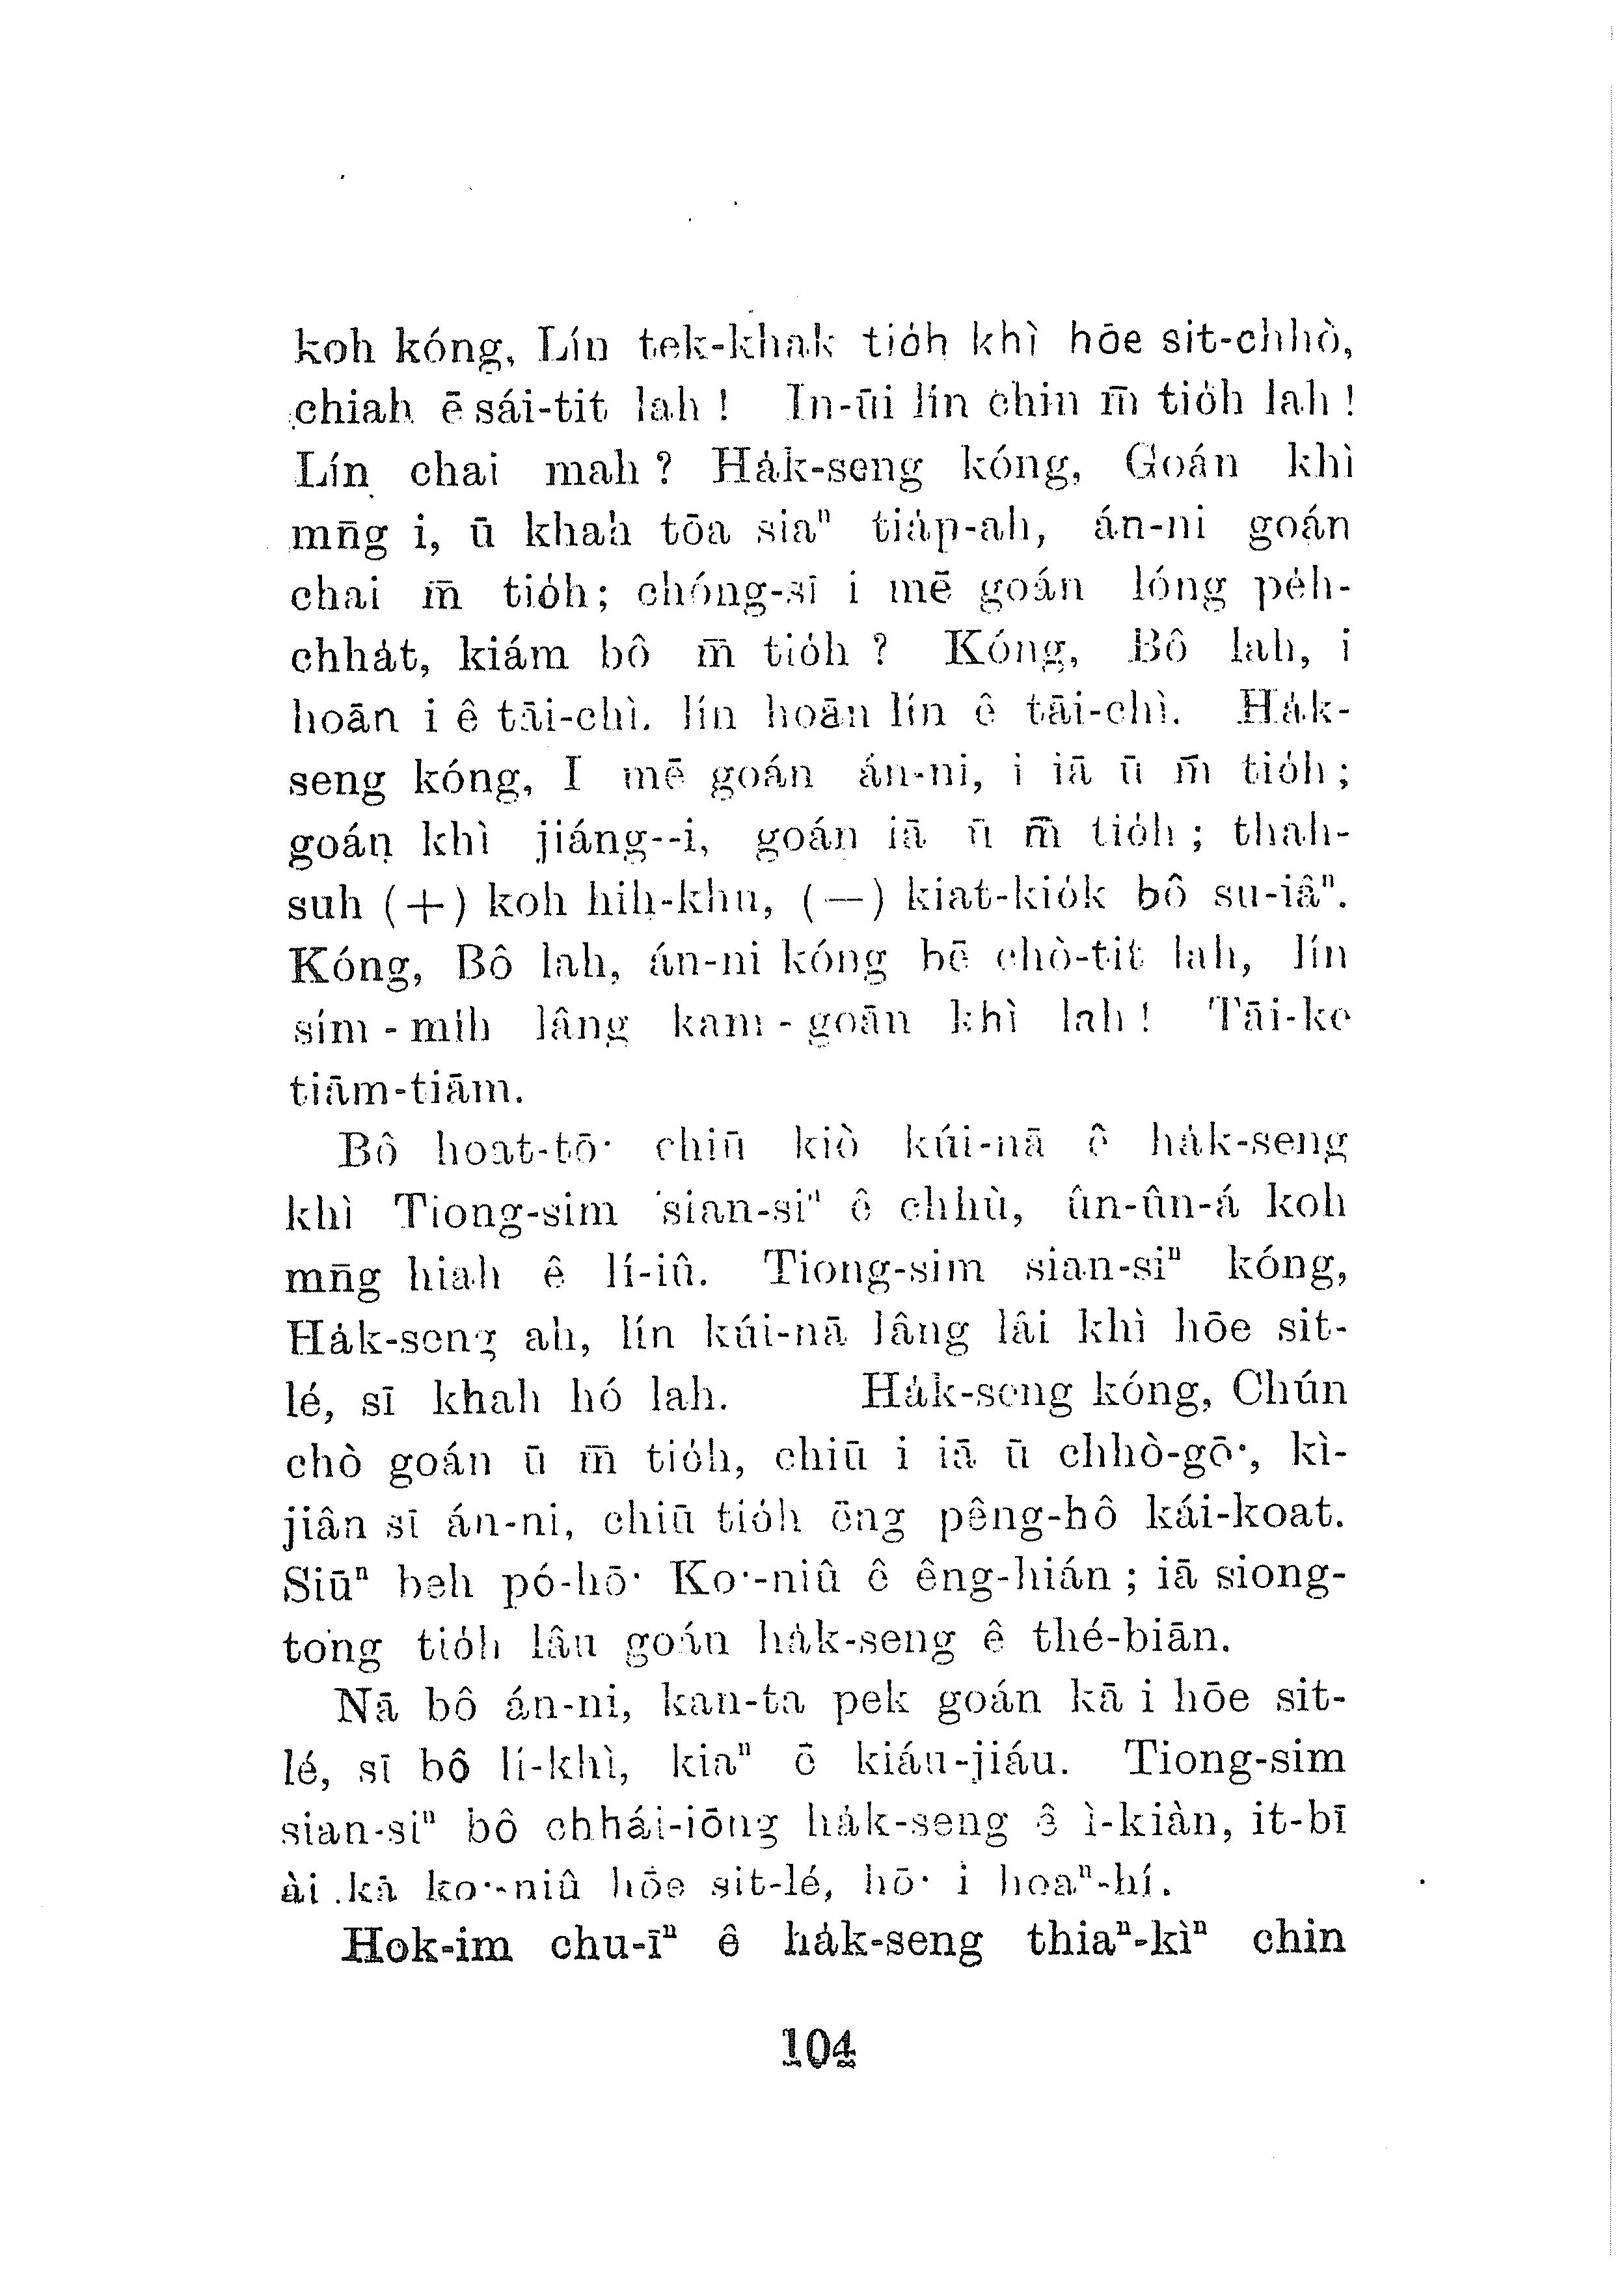 koh kóng, Lín tek-khak tio̍h khì hōe sit-chhò,
chiah ē sái-tit lah ! In-ūi lín chin m̄ tio̍h lah !
Lín chai mah ? Ha̍k-seng kóng, Goán khì
mn̄g i, ū khah tōa siaⁿ tia̍p-ah, án-ni goán
chai m̄ tio̍h; chóng-sī i mē goán lóng pe̍h-
chha̍t, kiám bô m̄ tio̍h ? Kóng, Bô lah, i
hoān i ê tāi-chì. lín hoān lín ê tāi-chì. Ha̍k-
seng kóng, I mē goán án-ni, i iā ū m̄ tio̍h ;
goán khì jiáng--i, goán iā ū m̄ tio̍h ; thah-
suh (+) koh hih-khu, (—) kiat-kio̍k bô su-iâⁿ.
Kóng, Bô lah, án-ni kóng bē chò-tit lah, lín
sím - mih lâng kam - goān khì lah ! Tāi-ke
tiām-tiām.
Bô hoat-tō͘ chiū kiò kúi-nā ê ha̍k-seng
khì Tiong-sim sian-siⁿ ê chhù, ûn-ûn-á koh
mn̄g hiah ê lí-iû. Tiong-sim sian-siⁿ kóng,
Ha̍k-seng ah, lín kúi-nā lâng lâi khì hōe sit-
lé, sī khah hó lah. Ha̍k-seng kóng, Chún
chò goán ū m̄ tio̍h, chiū i iā ū chhò-gō͘, kì-
jiân sī án-ni, chiū tio̍h ēng pêng-hô kái-koat.
Siūⁿ beh pó-hō͘ Ko͘-niû ê êng-hián ; iā siong-
tong tio̍h lâu goán ha̍k-seng ê thé-biān.
Nā bô án-ni, kan-ta pek goán kā i hōe sit-
lé, sī bô lí-khì, kiaⁿ ē kiáu-jiáu. Tiong-sim
sian-siⁿ bô chhái-iōng ha̍k-seng ê ì-kiàn, it-bī
ài kā ko͘-niû hōe sit-lé, hō͘ i hoaⁿ-hí.
Hok-im chu-īⁿ ê ha̍k-seng thiaⁿ-kìⁿ chin
104